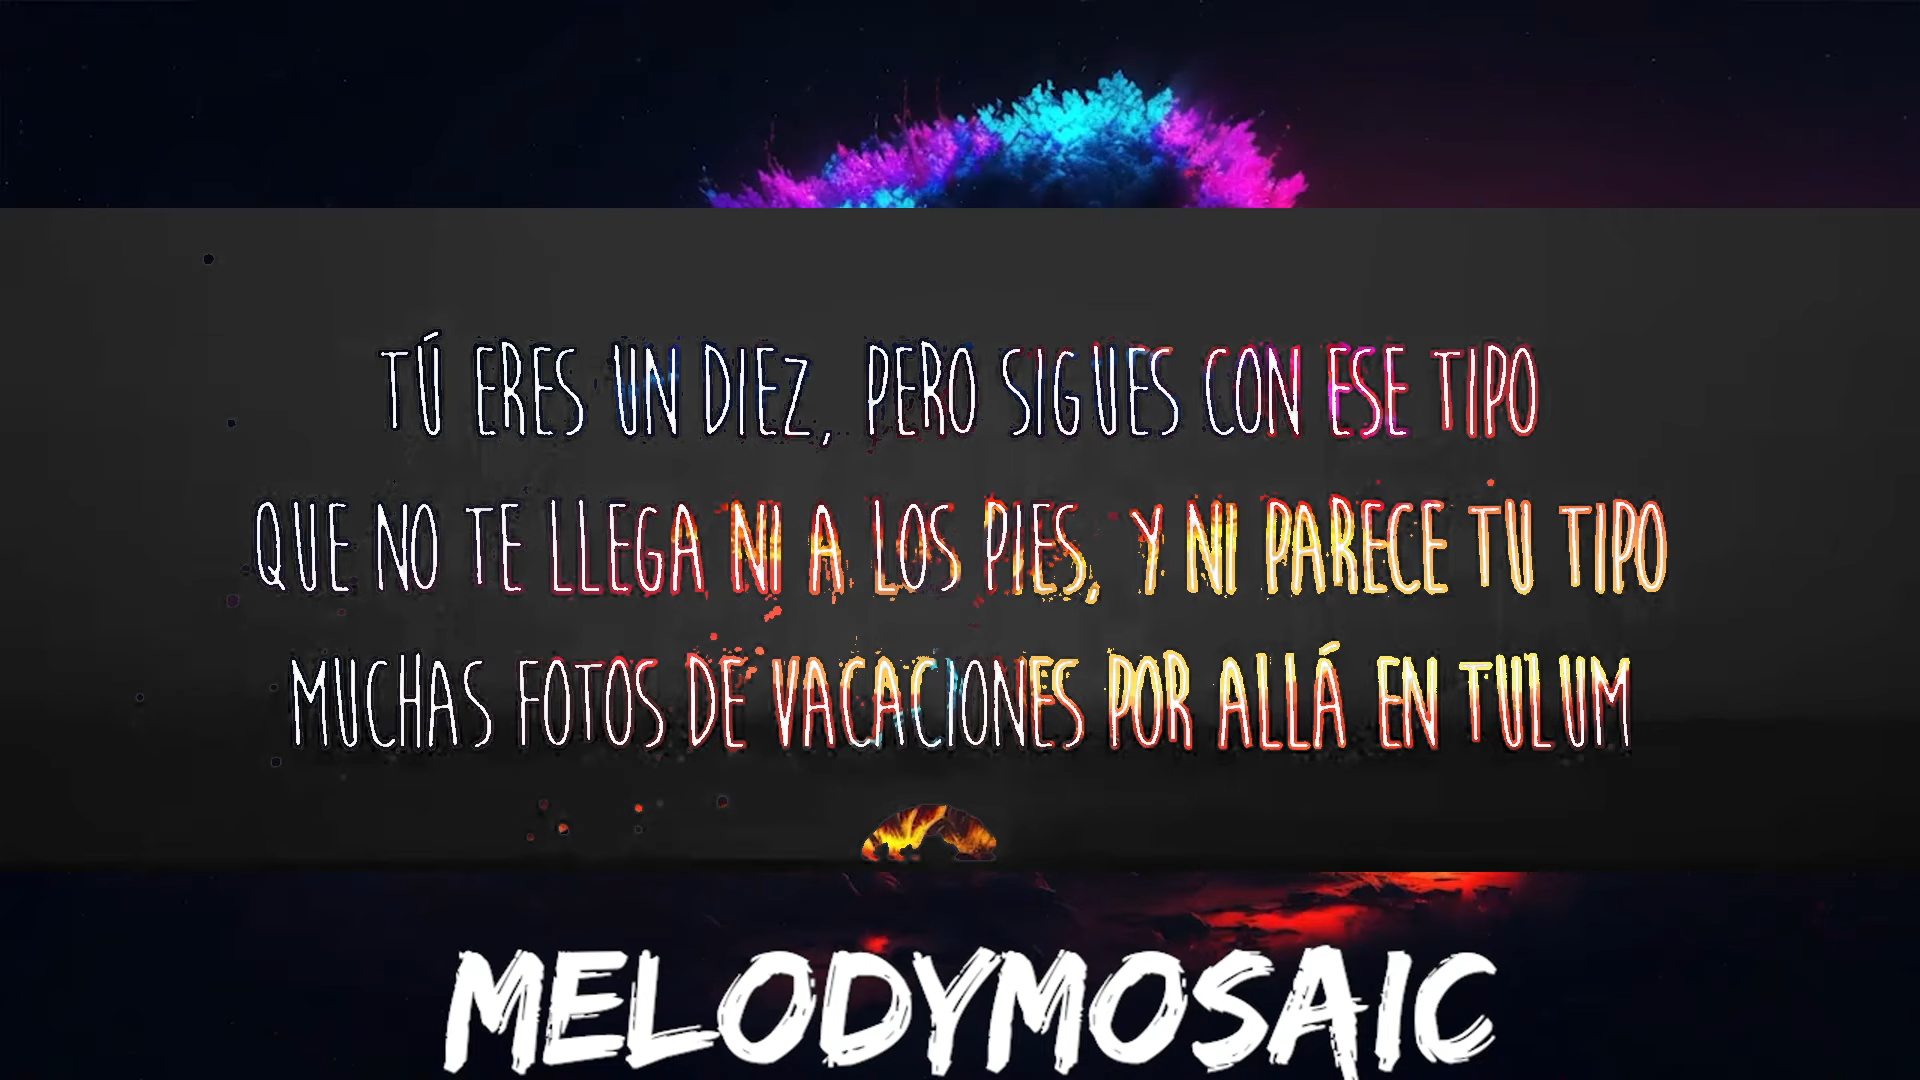 TÚ ERES UN DIEZ, PERO SIGUES CON ESE TIPO
QUE NO TE LLEGA NI A LOS PIES, Y NI PARECE TU TIPO
MUCHAS FOTOS DE VACACIONES POR ALLÁ EN TULUM
MELODYMOSAIC